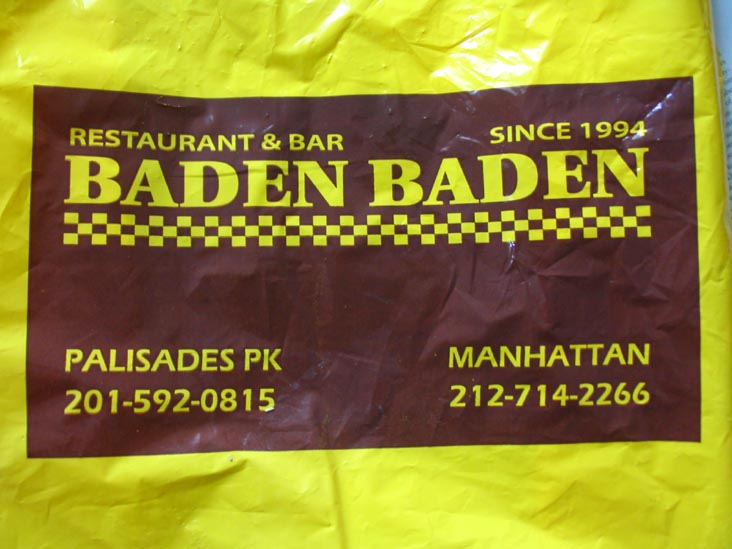 RESTAURANT & BAR SINCE 1994
BADEN BADEN
PALISADES PK MANHATTAN
201-592-0815 212-714-2266